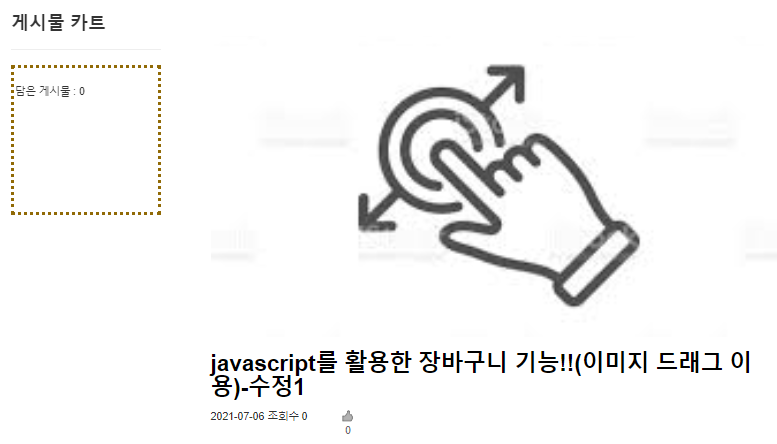 게시물 카트
담은 게시물 : 0
javascript를 활용한 장바구니 기능!!(이미지 드래그 이
용)-수정1
2021-07-06 조회수 0
0